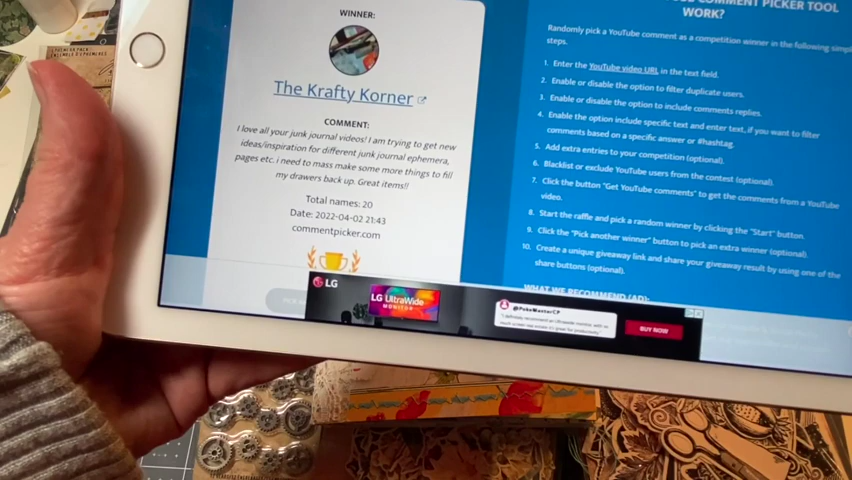 WINNER:
The Krafty Korner
COMMENT:
I love all your junk journal videos! I am trying to get new
ideas/inspiration for different junk journal ephemera,
pages etc. i need to mass make some more things to fill
my drawers back up. Great items!!
Total names: 20
Date: 2022-04-02 21:43
commentpicker.com
COMMENT PICKER TOOL
WORK?
Randomly pick a YouTube comment as a competition winner in the following
steps.
1. Enter the YouTube video URL in the text field.
2. Enable or disable the option to filter duplicate users.
3. Enable or disable the option to include comments replies.
4. Enable the option include specific text and enter text, if you want to filter
comments based on a specific answer or #hashtag.
5. Add extra entries to your competition (optional).
6. Blacklist or exclude YouTube users from the contest (optional).
7. Click the button "Get YouTube comments" to get the comments from a YouTube
video.
8. Start the raffle and pick a random winner by clicking the "Start" button.
9. Click the "Pick another winner" button to pick an extra winner (optional).
10. Create a unique giveaway link and share your giveaway result by using one of the
share buttons (optional).
WHAT WE RECOMMEND (AD):
LG
LG UltraWide
MONITOR
@PokeMasterCP
BUY NOW